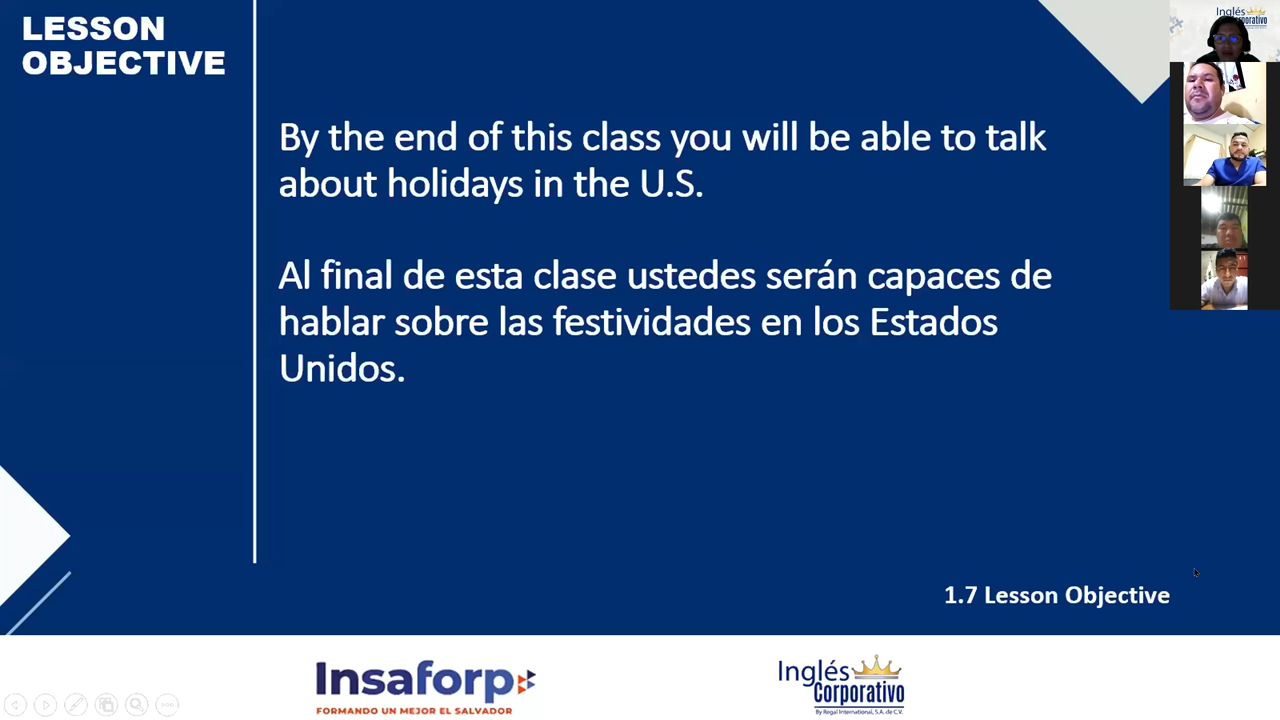 LESSON
OBJECTIVE
By the end of this class you will be able to talk
about holidays in the U.S.
Al final de esta clase ustedes serán capaces de
hablar sobre las festividades en los Estados
Unidos.
1.7 Lesson Objective
Insaforp
FORMANDO UN MEJOR EL SALVADOR
Inglés
Corporativo
By Regal International, S.A. de C.V.
Inglés